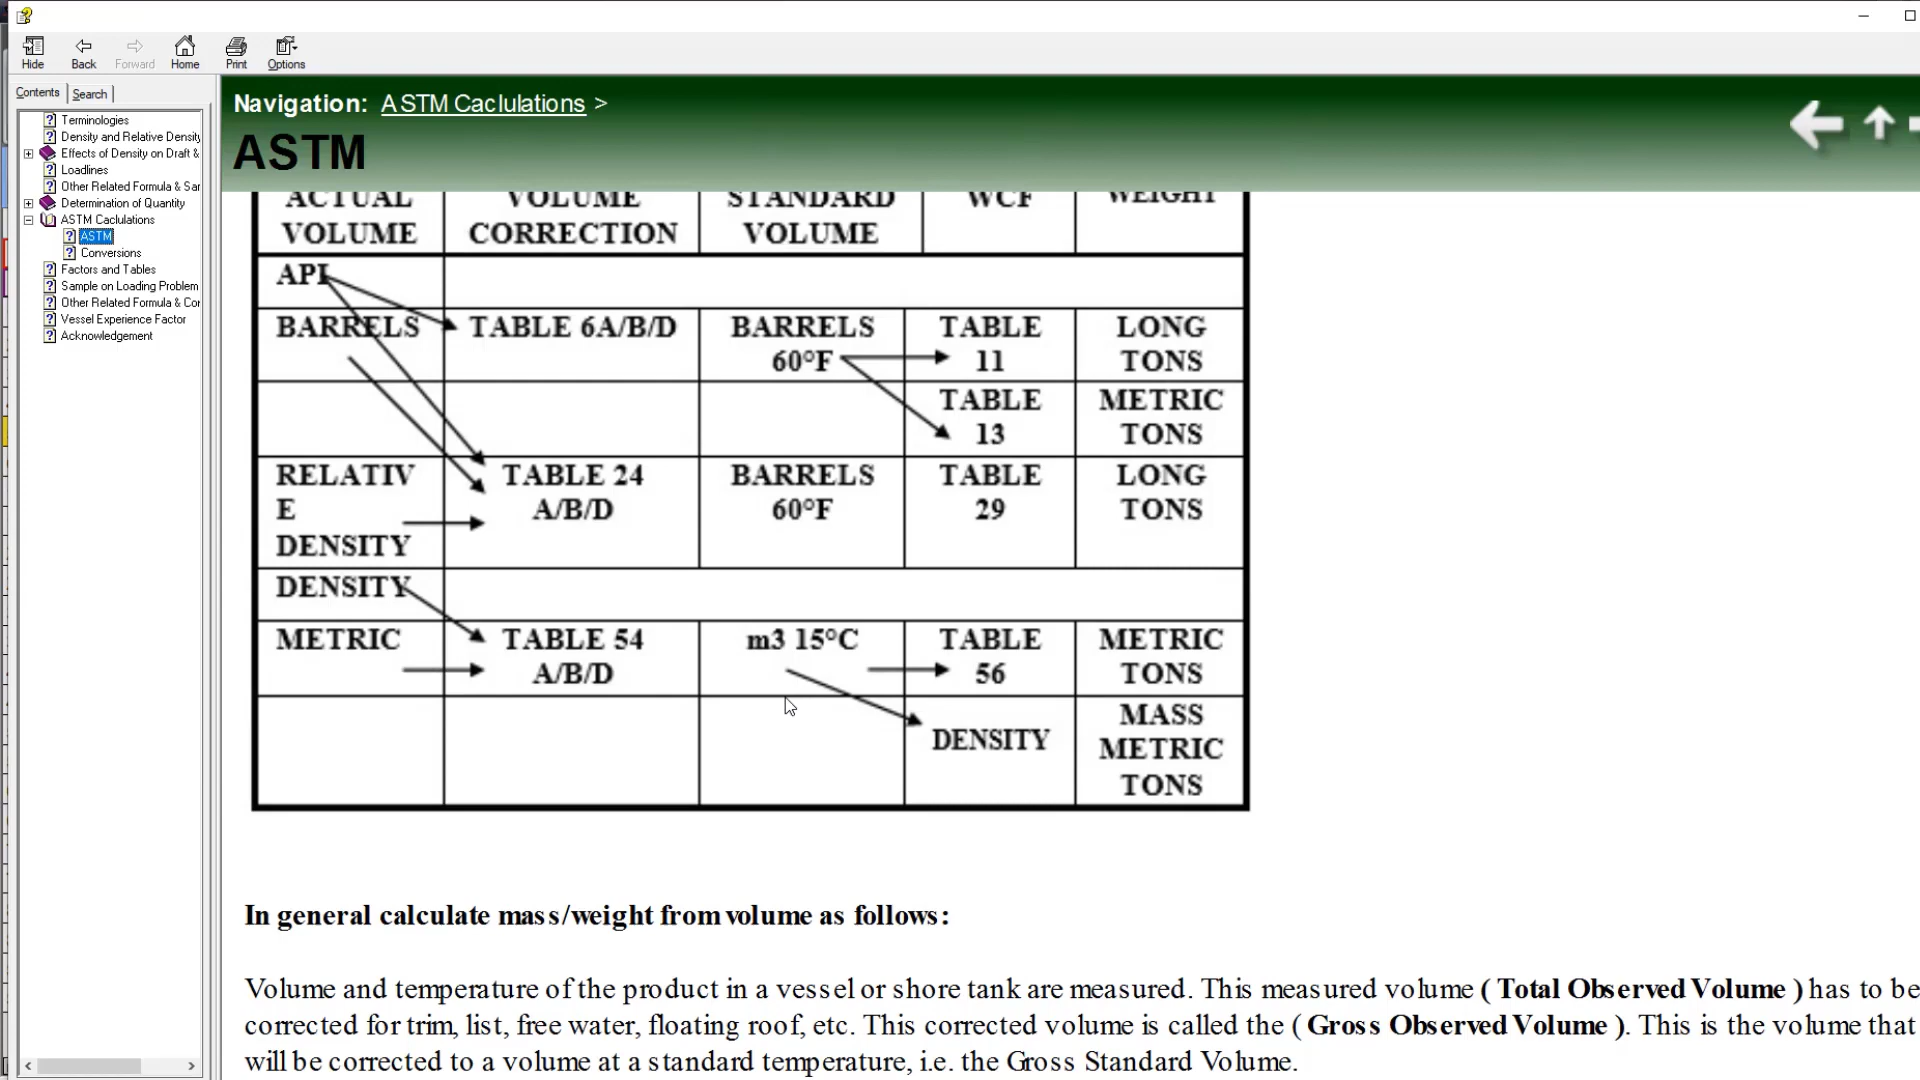 Hide Back Forward Home Print Options
Contents Search
Terminologies
Density and Relative Density
Effects of Density on Draft &
Loadlines
Other Related Formula & Sar
Determination of Quantity
ASTM Caclulations
ASTM
Conversions
Factors and Tables
Sample on Loading Problem
Other Related Formula & Cor
Vessel Experience Factor
Acknowledgement
Navigation: ASTM Caclulations >
ASTM
ACTUAL VOLUME STANDARD WCF WEIGHT
VOLUME CORRECTION VOLUME
API
BARRELS TABLE 6A/B/D BARRELS TABLE LONG
60°F 11 TONS
TABLE METRIC
13 TONS
RELATIV TABLE 24 BARRELS TABLE LONG
E A/B/D 60°F 29 TONS
DENSITY
DENSITY
METRIC TABLE 54 m3 15°C TABLE METRIC
A/B/D 56 TONS
MASS
DENSITY METRIC
TONS
In general calculate mass/weight from volume as follows:
Volume and temperature of the product in a vessel or shore tank are measured. This measured volume ( Total Observed Volume ) has to be
corrected for trim, list, free water, floating roof, etc. This corrected volume is called the ( Gross Observed Volume ). This is the volume that
will be corrected to a volume at a standard temperature, i.e. the Gross Standard Volume.